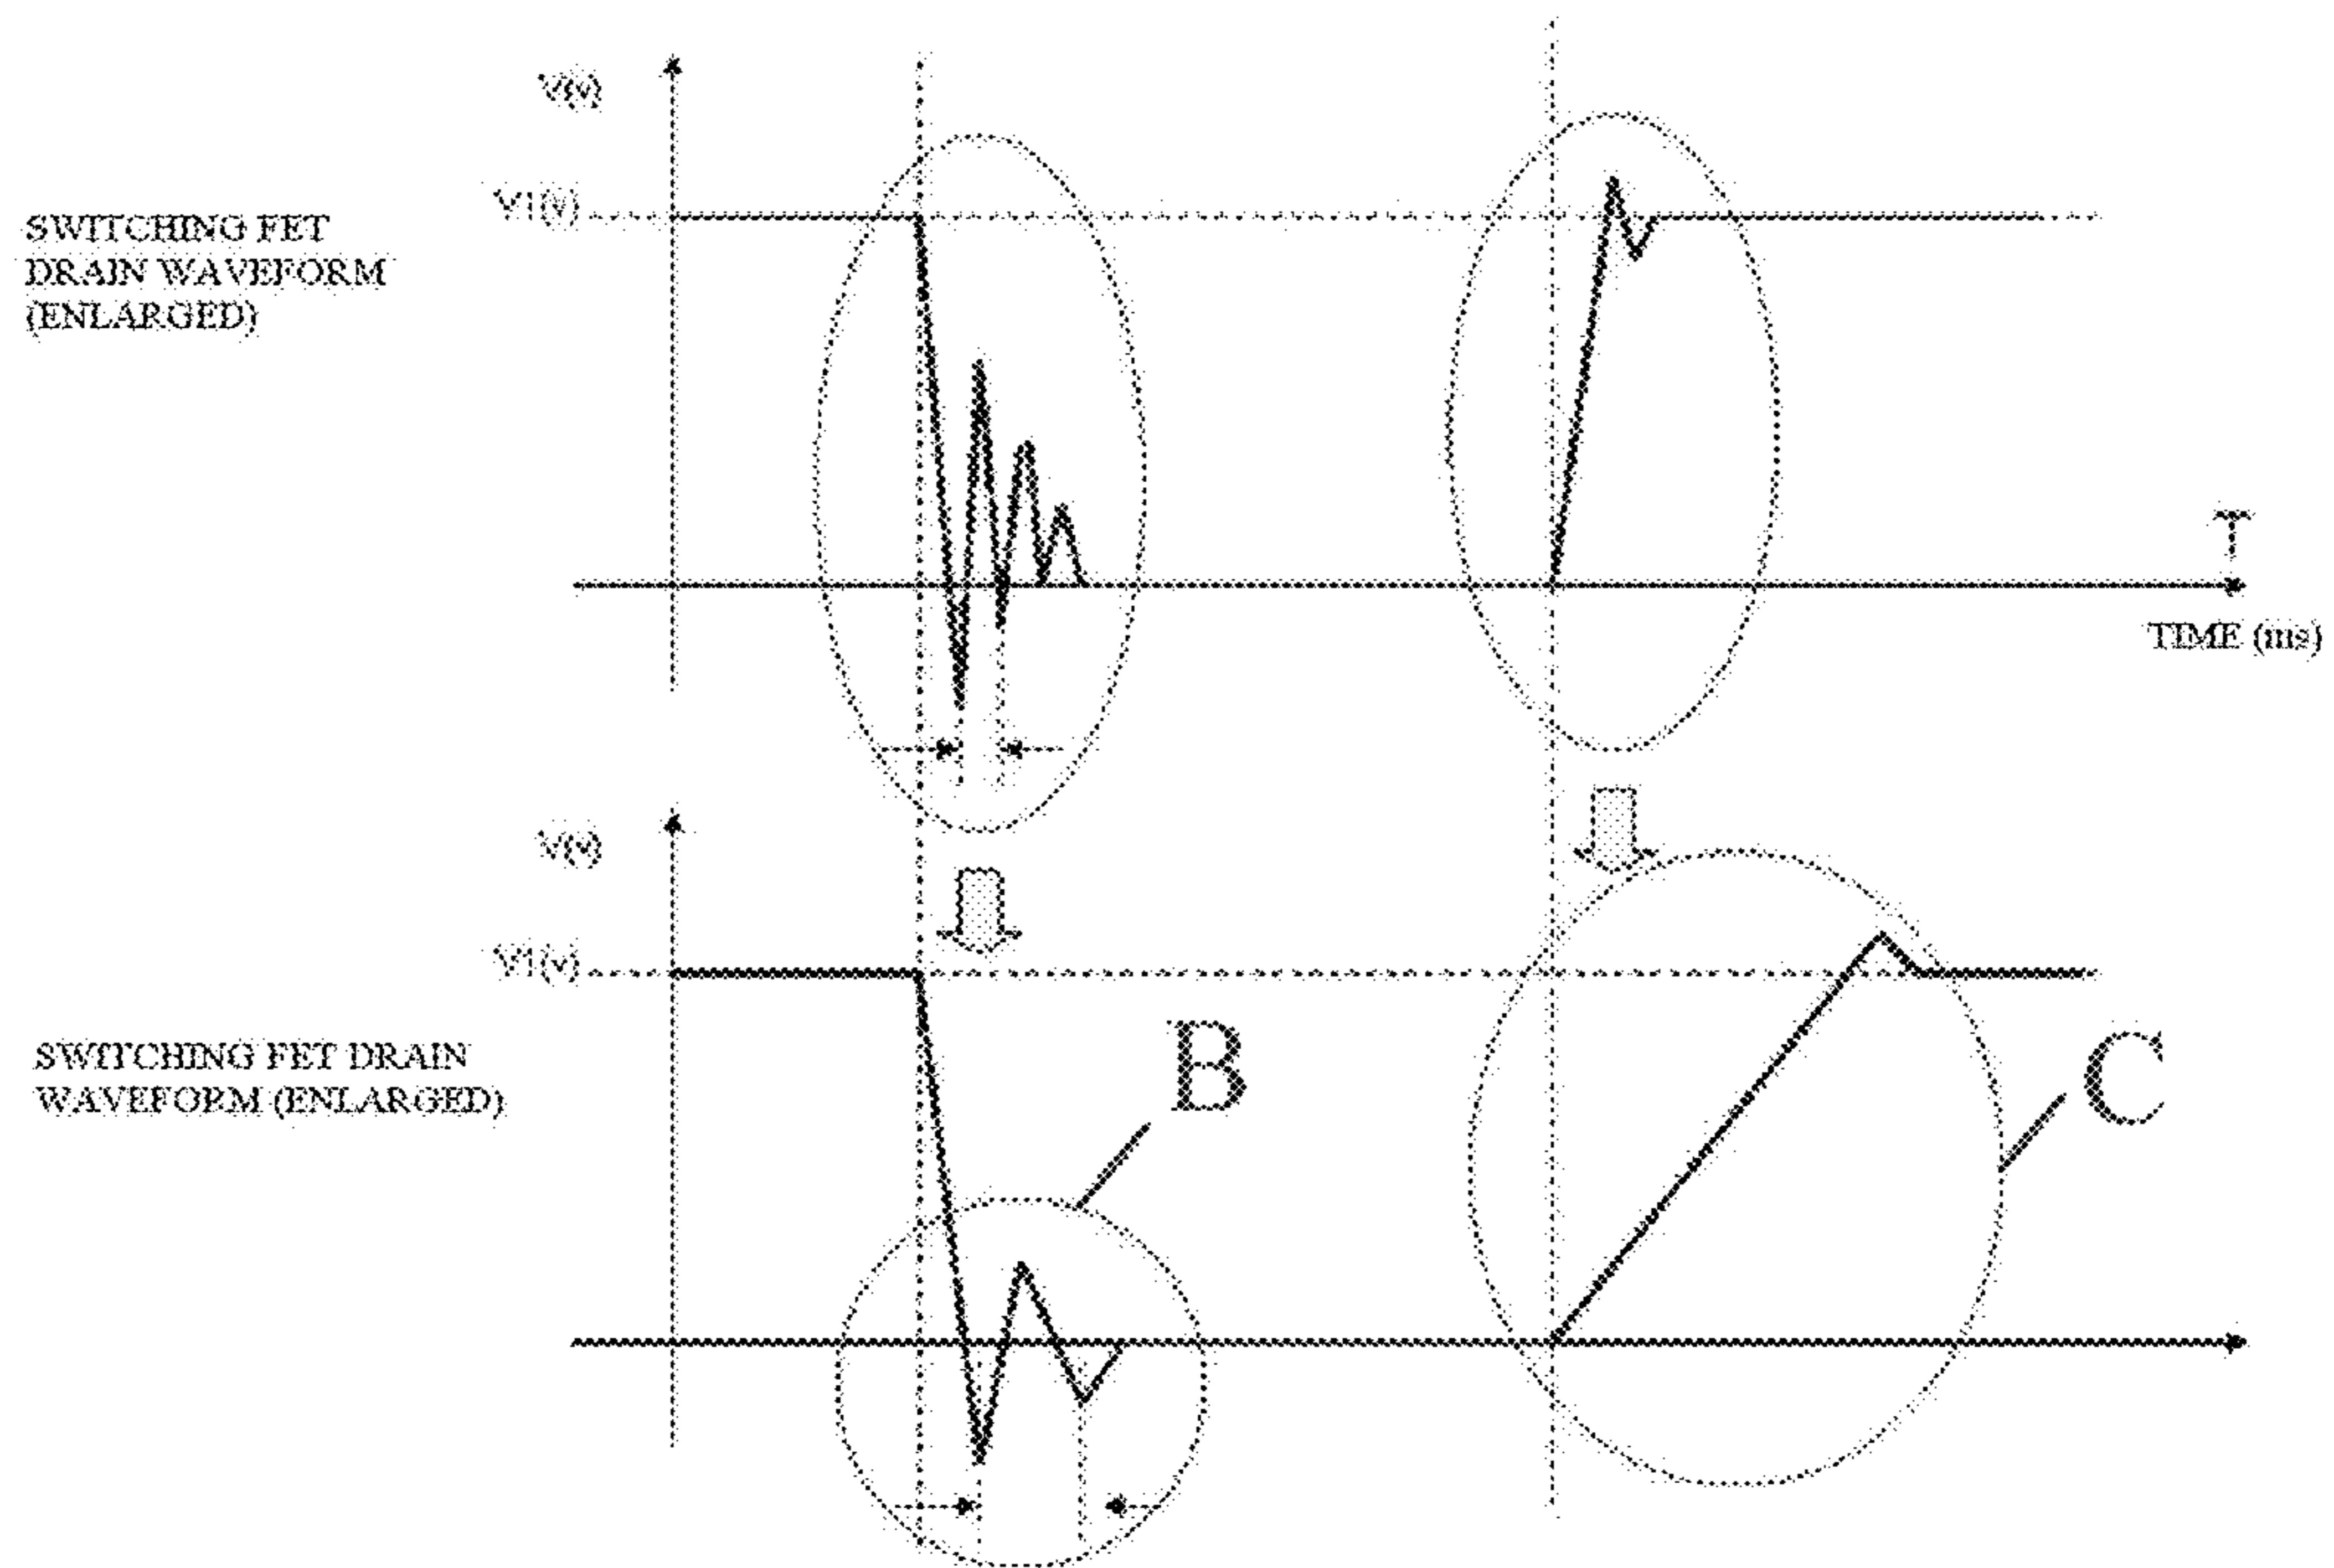 V(v)
V1(v)
SWITCHING FET
DRAIN WAVEFORM
(ENLARGED)
T
TIME (ms)
V(v)
V1(v)
B
C
SWITCHING FET DRAIN
WAVEFORM (ENLARGED)